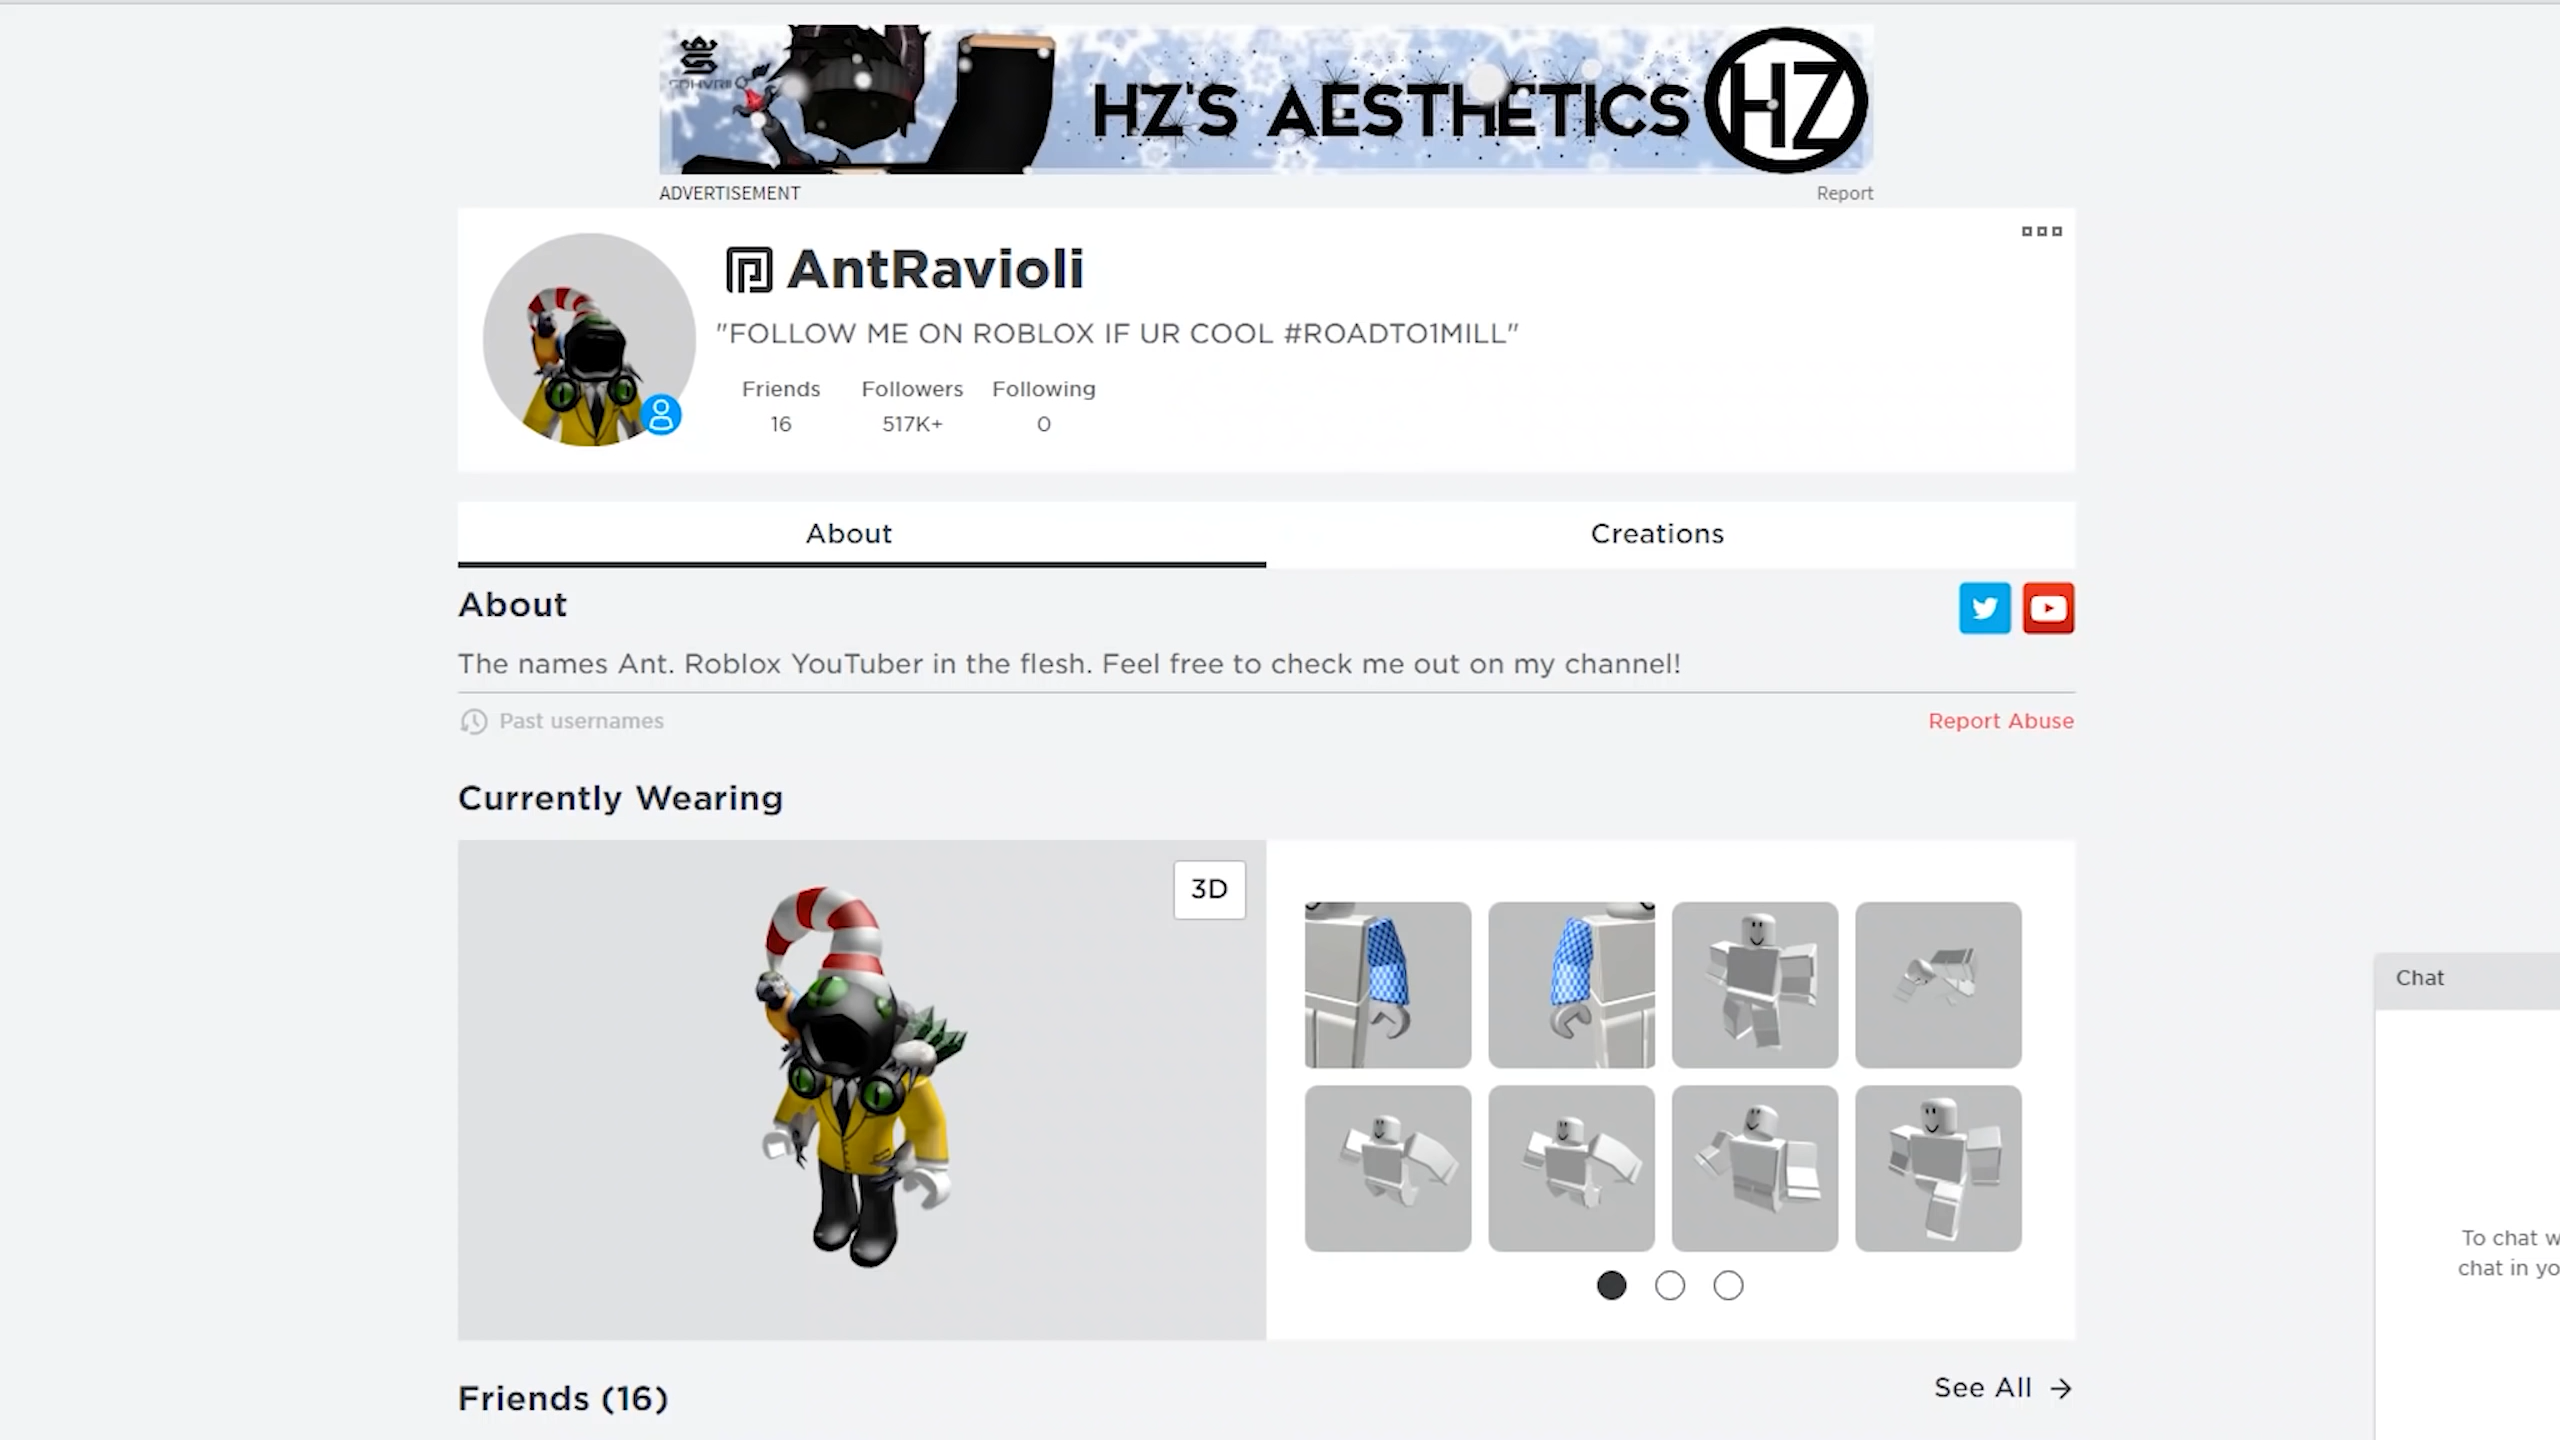 HZ'S AESTHETICS HZ
ADVERTISEMENT Report
AntRavioli
"FOLLOW ME ON ROBLOX IF UR COOL #ROADTO1MILL"
Friends Followers Following
16 517K+ 0
About Creations
About
The names Ant. Roblox YouTuber in the flesh. Feel free to check me out on my channel!
Past usernames Report Abuse
Currently Wearing
3D
Chat
To chat w
chat in yo
Friends (16) See All